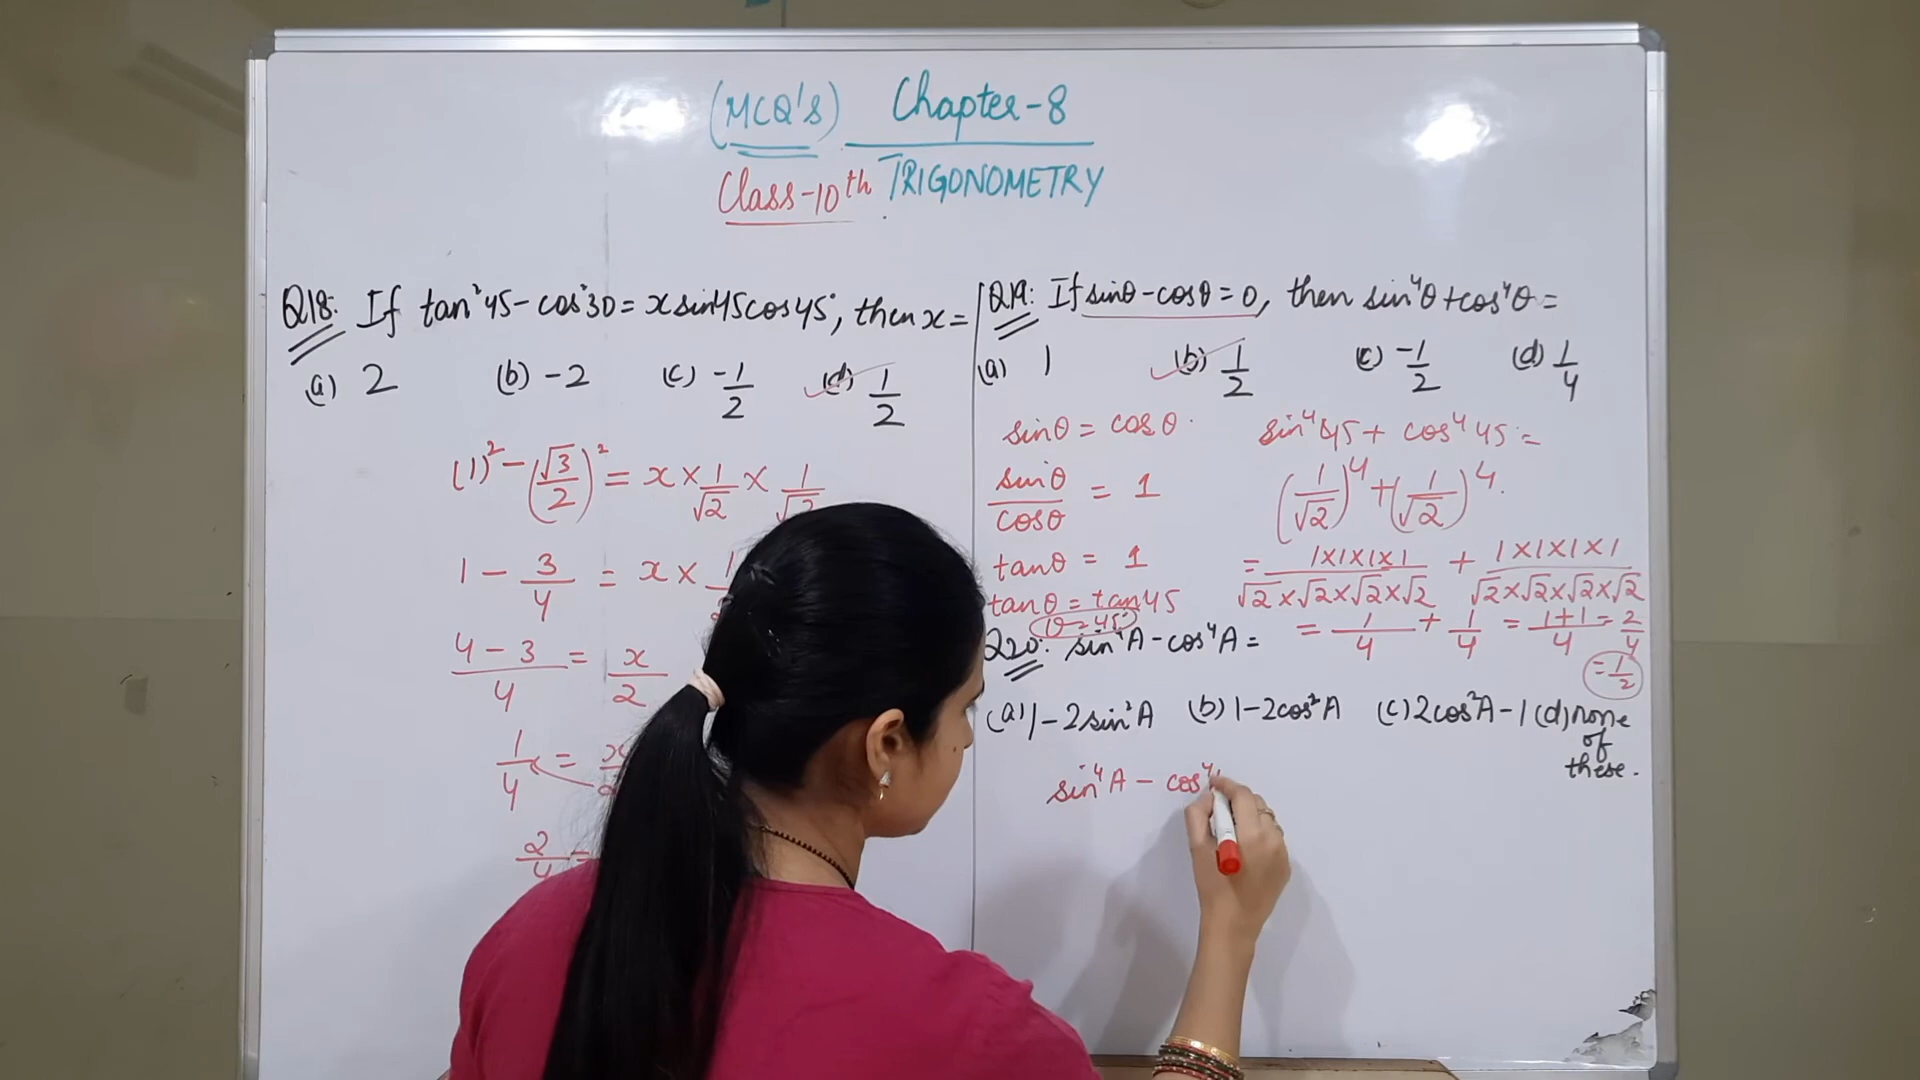 (MCQ's) Chapter-8
Class-10th TRIGONOMETRY
Q18: If tan²45-cos²30=x sin45cos45°, then x=
(a) 2 (b) -2 (c) -1/2 (d) 1/2
(1)² - (√3/2)² = x × 1/√2 × 1/√2
1 - 3/4 = x × 1/
4-3/4 = x/2
1/4 =
2/4 =
Q19: If sinθ-cosθ=0, then sin⁴θ+cos⁴θ=
(a) 1 (b) 1/2 (c) -1/2 (d) 1/4
sinθ = cosθ.
sinθ/cosθ = 1
tanθ = 1
tanθ = tan45
θ=45°
sin⁴45 + cos⁴45 =
(1/√2)⁴ + (1/√2)⁴
= 1×1×1×1/√2×√2×√2×√2 + 1×1×1×1/√2×√2×√2×√2
= 1/4 + 1/4 = 1+1/4 = 2/4
= 1/2
Q20: sin⁴A-cos⁴A=
(a) 1-2sin²A (b) 1-2cos²A (c) 2cos²A-1 (d) none
of
these.
sin⁴A - cos⁴